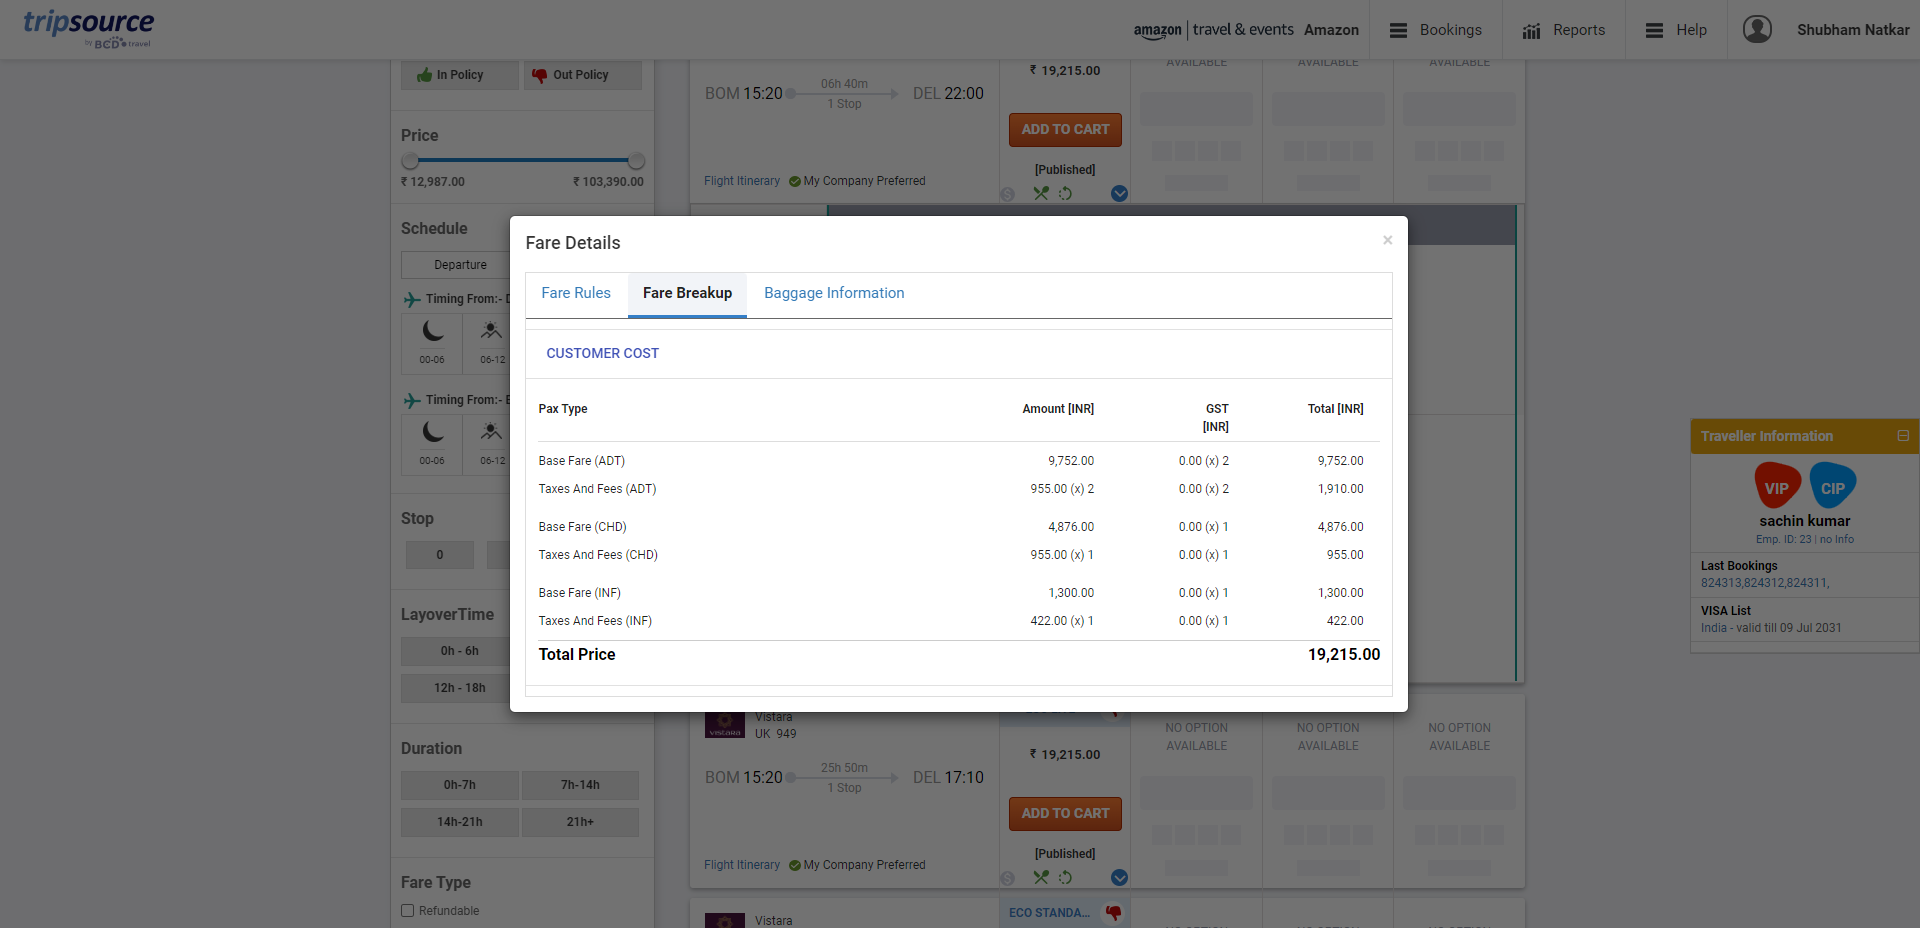 tripsource
by BCD travel
amazon | travel & events Amazon
Bookings
Reports
Help
Shubham Natkar
In Policy
Out Policy
Price
₹ 12,987.00
₹ 103,390.00
Schedule
Departure
Timing From:-
00-06
06-12
Timing From:-
00-06
06-12
Stop
0
LayoverTime
0h - 6h
12h - 18h
Duration
0h-7h
7h-14h
14h-21h
21h+
Fare Type
Refundable
BOM 15:20
06h 40m
1 Stop
DEL 22:00
₹ 19,215.00
ADD TO CART
[Published]
Flight Itinerary
My Company Preferred
AVAILABLE
AVAILABLE
AVAILABLE
Fare Details
×
Fare Rules
Fare Breakup
Baggage Information
CUSTOMER COST
Pax Type Amount [INR] GST [INR] Total [INR]
Base Fare (ADT) 9,752.00 0.00 (x) 2 9,752.00
Taxes And Fees (ADT) 955.00 (x) 2 0.00 (x) 2 1,910.00
Base Fare (CHD) 4,876.00 0.00 (x) 1 4,876.00
Taxes And Fees (CHD) 955.00 (x) 1 0.00 (x) 1 955.00
Base Fare (INF) 1,300.00 0.00 (x) 1 1,300.00
Taxes And Fees (INF) 422.00 (x) 1 0.00 (x) 1 422.00
Total Price 19,215.00
Vistara
UK 949
VISTARA
BOM 15:20
25h 50m
1 Stop
DEL 17:10
₹ 19,215.00
ADD TO CART
[Published]
Flight Itinerary
My Company Preferred
NO OPTION
AVAILABLE
NO OPTION
AVAILABLE
NO OPTION
AVAILABLE
Vistara
ECO STANDA...
Traveller Information
VIP
CIP
sachin kumar
Emp. ID: 23 | no Info
Last Bookings
824313,824312,824311,
VISA List
India - valid till 09 Jul 2031